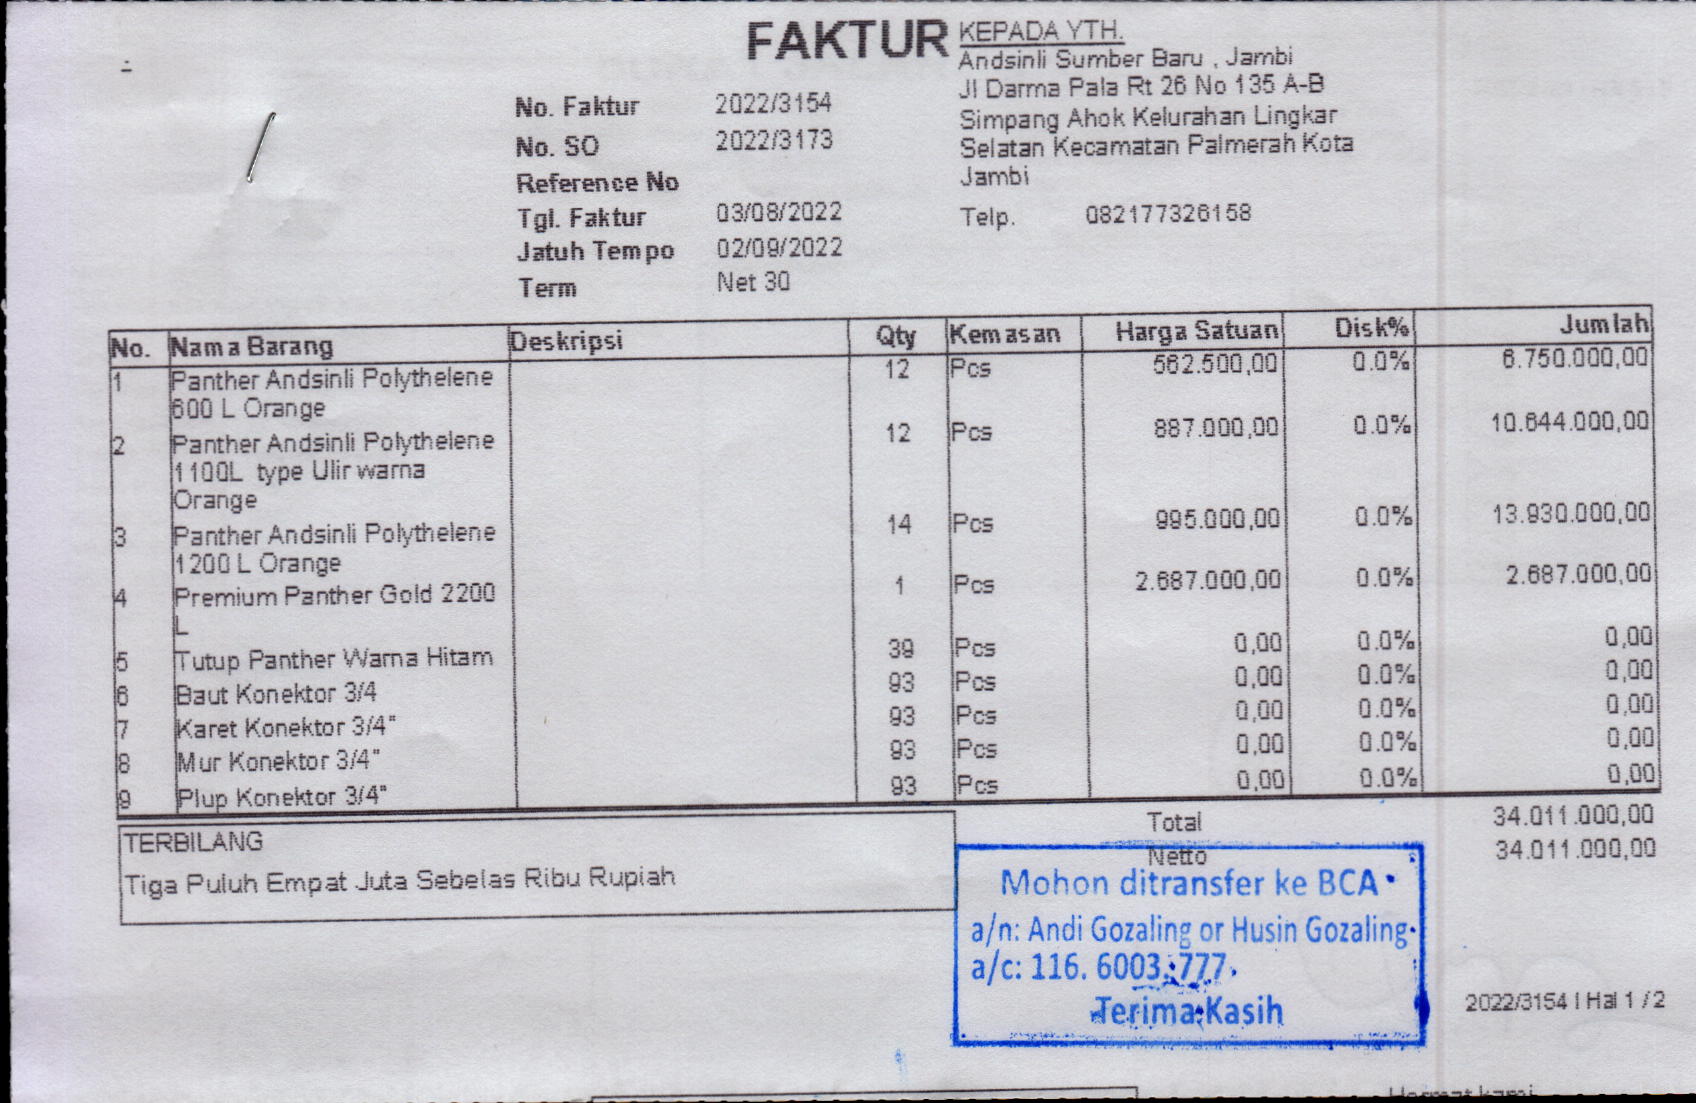 FAKTUR
KEPADA YTH.
Andsinli Sumber Baru , Jambi
Jl Darma Pala Rt 26 No 135 A-B
Simpang Ahok Kelurahan Lingkar
Selatan Kecamatan Palmerah Kota
Jambi
Telp. 082177326158
No. Faktur 2022/3154
No. SO 2022/3173
Reference No
Tgl. Faktur 03/08/2022
Jatuh Tempo 02/09/2022
Term Net 30
No. Nama Barang Deskripsi Qty Kemasan Harga Satuan Disk% Jumlah
1 Panther Andsinli Polythelene 12 Pcs 562.500,00 0.0% 6.750.000,00
600 L Orange
2 Panther Andsinli Polythelene 12 Pcs 887.000,00 0.0% 10.644.000,00
1100L type Ulir warna
Orange
3 Panther Andsinli Polythelene 14 Pcs 995.000,00 0.0% 13.930.000,00
1200 L Orange
4 Premium Panther Gold 2200 1 Pcs 2.687.000,00 0.0% 2.687.000,00
L
5 Tutup Panther Warna Hitam 39 Pcs 0,00 0.0% 0,00
6 Baut Konektor 3/4 93 Pcs 0,00 0.0% 0,00
7 Karet Konektor 3/4" 93 Pcs 0,00 0.0% 0,00
8 Mur Konektor 3/4" 93 Pcs 0,00 0.0% 0,00
9 Plup Konektor 3/4" 93 Pcs 0,00 0.0% 0,00
Total 34.011.000,00
Netto 34.011.000,00
TERBILANG
Tiga Puluh Empat Juta Sebelas Ribu Rupiah
Mohon ditransfer ke BCA
a/n: Andi Gozaling or Husin Gozaling
a/c: 116. 6003. 777
Terima Kasih
2022/3154 | Hal 1 / 2
Hormat kami